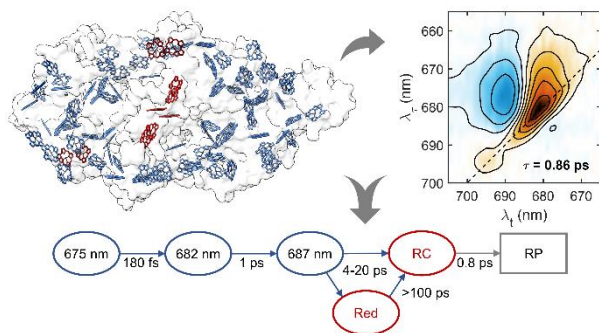 660
670
680
690
700
λτ (nm)
700 690 680 670
λt (nm)
τ = 0.86 ps
675 nm
180 fs
682 nm
1 ps
687 nm
4-20 ps
RC
0.8 ps
RP
Red
>100 ps